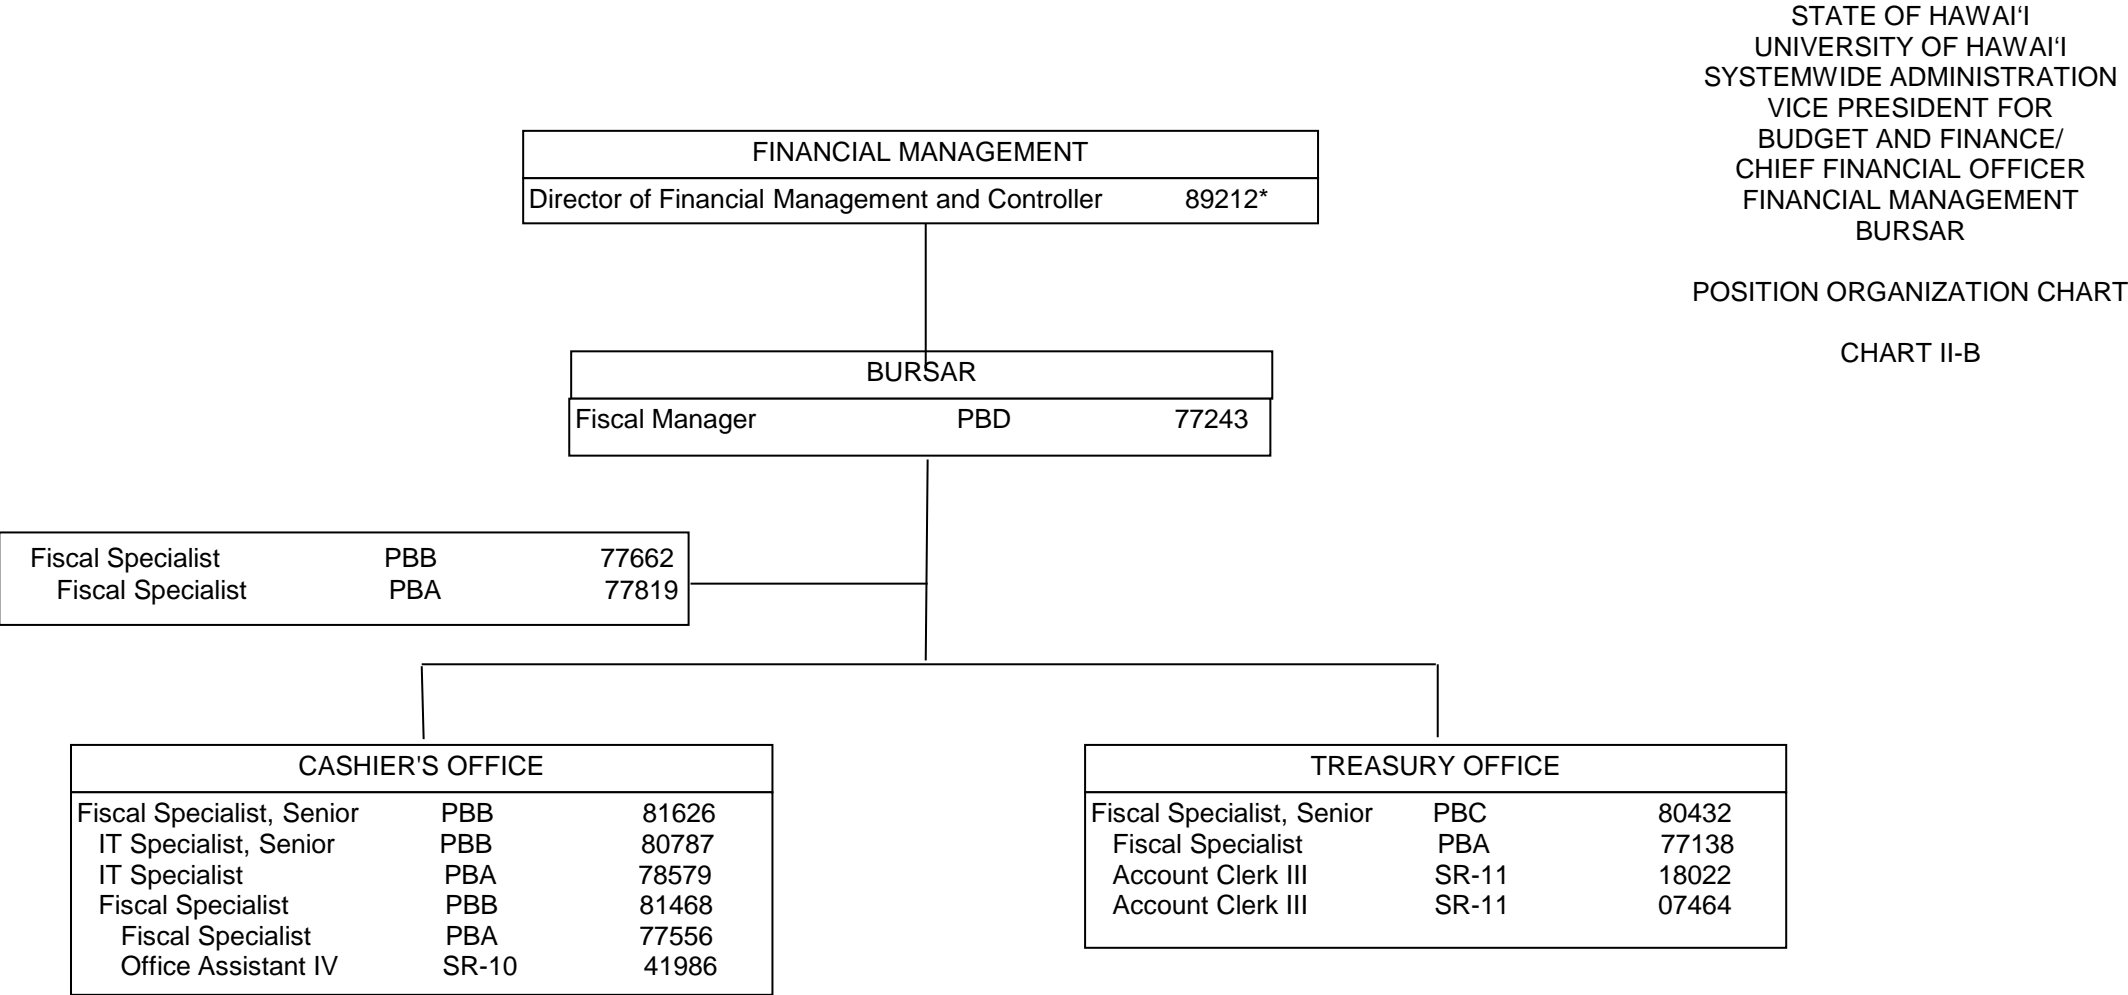 STATE OF HAWAI‘I
UNIVERSITY OF HAWAI‘I
SYSTEMWIDE ADMINISTRATION
VICE PRESIDENT FOR
BUDGET AND FINANCE/
CHIEF FINANCIAL OFFICER
FINANCIAL MANAGEMENT
BURSAR
POSITION ORGANIZATION CHART
CHART II-B
FINANCIAL MANAGEMENT
Director of Financial Management and Controller 89212*
BURSAR
Fiscal Manager PBD 77243
Fiscal Specialist PBB 77662
Fiscal Specialist PBA 77819
CASHIER'S OFFICE
Fiscal Specialist, Senior PBB 81626
IT Specialist, Senior PBB 80787
IT Specialist PBA 78579
Fiscal Specialist PBB 81468
Fiscal Specialist PBA 77556
Office Assistant IV SR-10 41986
TREASURY OFFICE
Fiscal Specialist, Senior PBC 80432
Fiscal Specialist PBA 77138
Account Clerk III SR-11 18022
Account Clerk III SR-11 07464